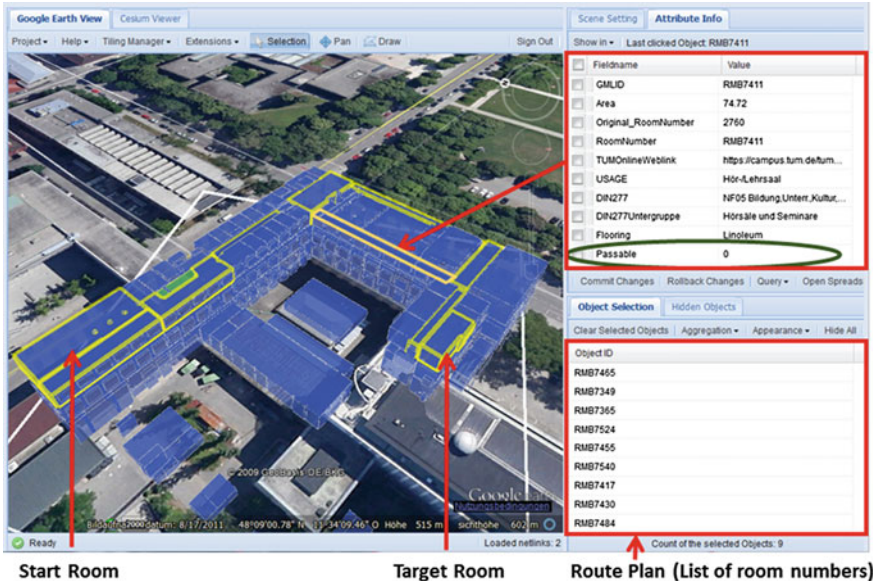 Google Earth View
Cesium Viewer
Project
Help
Tiling Manager
Extensions
Selection
Pan
Draw
Sign Out
© 2009 GeoBasis-DE/BKG
Google
Nutzungsbedingungen
datum: 8/17/2011
48°09'00.78" N
11°34'09.46" O
Höhe 515 m
sichthöhe 602 m
Ready
Loaded netlinks: 2
Scene Setting
Attribute Info
Show in
Last clicked Object: RMB7411
Fieldname Value
GMLID RMB7411
Area 74.72
Original_RoomNumber 2760
RoomNumber RMB7411
TUMOnlineWeblink https://campus.tum.de/tum...
USAGE Hör-/Lehrsaal
DIN277 NF05 Bildung,Unterr.,Kultur,...
DIN277Untergruppe Hörsäle und Seminare
Flooring Linoleum
Passable 0
Commit Changes Rollback Changes Query Open Spreads
Object Selection
Hidden Objects
Clear Selected Objects Aggregation Appearance Hide All
Object ID
RMB7465
RMB7349
RMB7365
RMB7524
RMB7455
RMB7540
RMB7417
RMB7430
RMB7484
Count of the selected Objects: 9
Start Room
Target Room
Route Plan (List of room numbers)